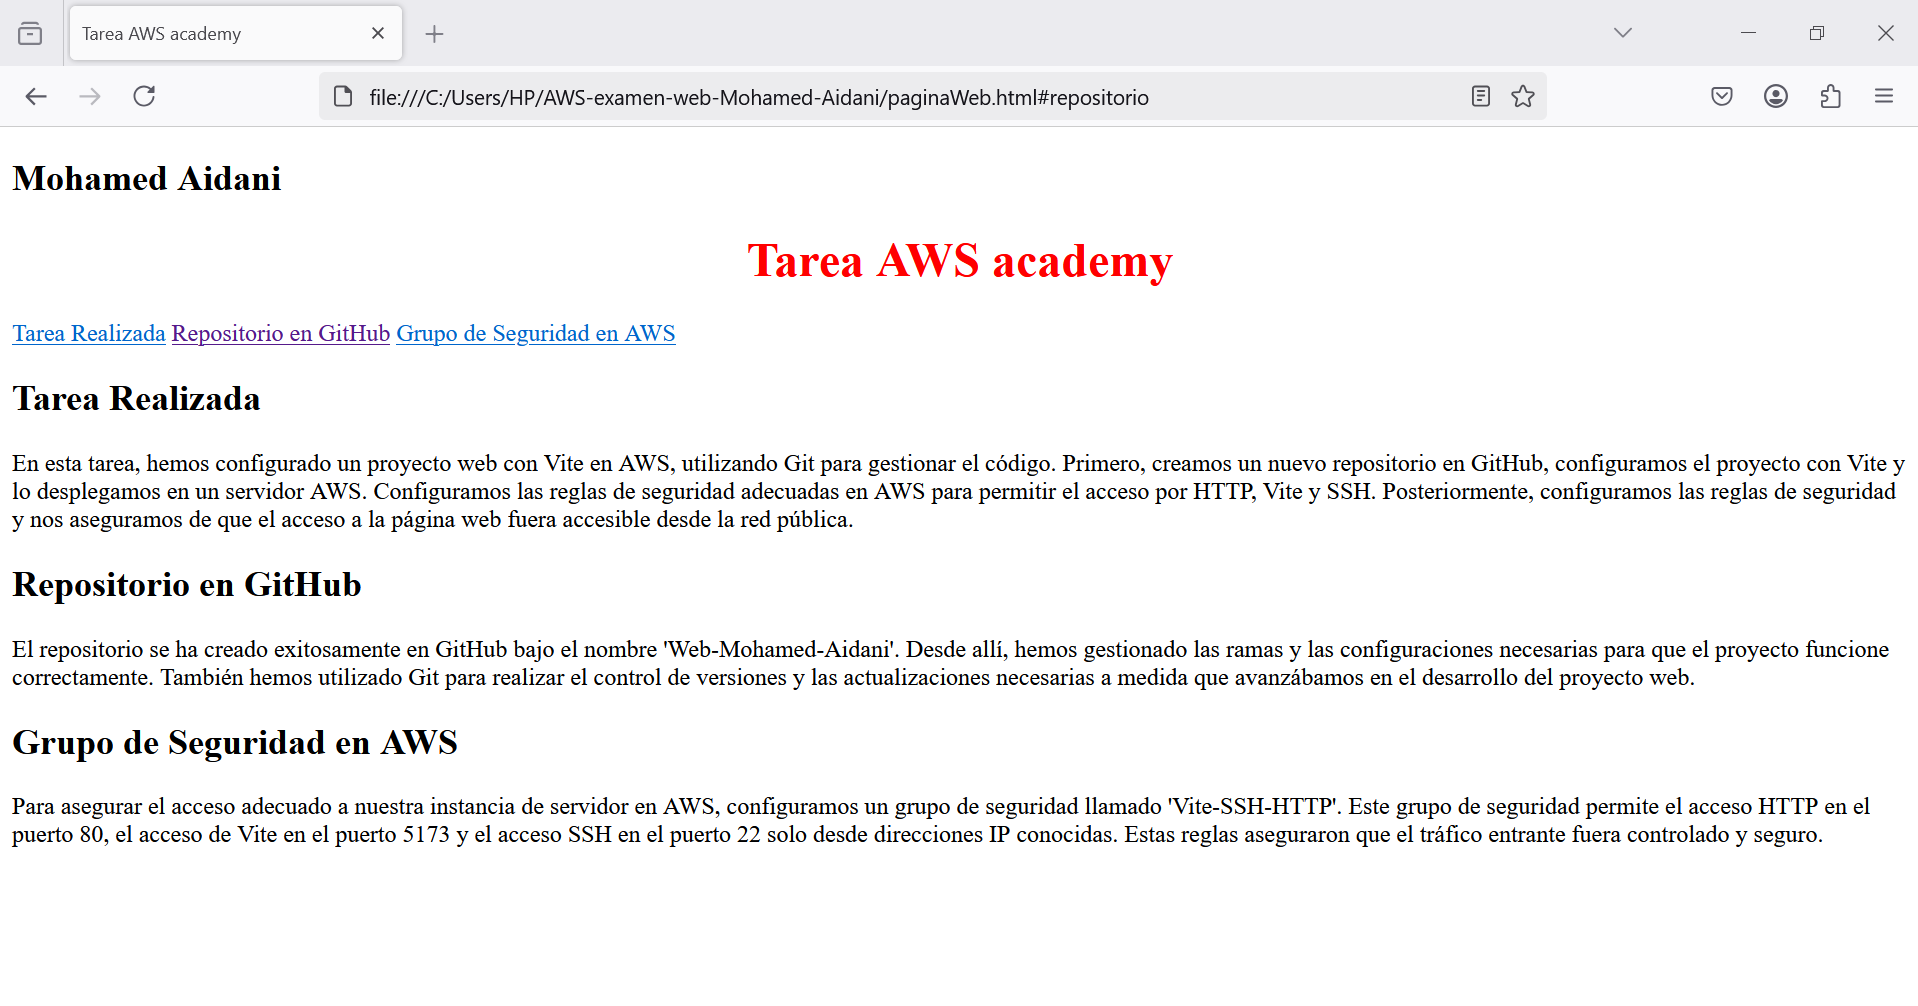 Tarea AWS academy
file:///C:/Users/HP/AWS-examen-web-Mohamed-Aidani/paginaWeb.html#repositorio
Mohamed Aidani
Tarea AWS academy
Tarea Realizada Repositorio en GitHub Grupo de Seguridad en AWS
Tarea Realizada
En esta tarea, hemos configurado un proyecto web con Vite en AWS, utilizando Git para gestionar el código. Primero, creamos un nuevo repositorio en GitHub, configuramos el proyecto con Vite y
lo desplegamos en un servidor AWS. Configuramos las reglas de seguridad adecuadas en AWS para permitir el acceso por HTTP, Vite y SSH. Posteriormente, configuramos las reglas de seguridad
y nos aseguramos de que el acceso a la página web fuera accesible desde la red pública.
Repositorio en GitHub
El repositorio se ha creado exitosamente en GitHub bajo el nombre 'Web-Mohamed-Aidani'. Desde allí, hemos gestionado las ramas y las configuraciones necesarias para que el proyecto funcione
correctamente. También hemos utilizado Git para realizar el control de versiones y las actualizaciones necesarias a medida que avanzábamos en el desarrollo del proyecto web.
Grupo de Seguridad en AWS
Para asegurar el acceso adecuado a nuestra instancia de servidor en AWS, configuramos un grupo de seguridad llamado 'Vite-SSH-HTTP'. Este grupo de seguridad permite el acceso HTTP en el
puerto 80, el acceso de Vite en el puerto 5173 y el acceso SSH en el puerto 22 solo desde direcciones IP conocidas. Estas reglas aseguraron que el tráfico entrante fuera controlado y seguro.